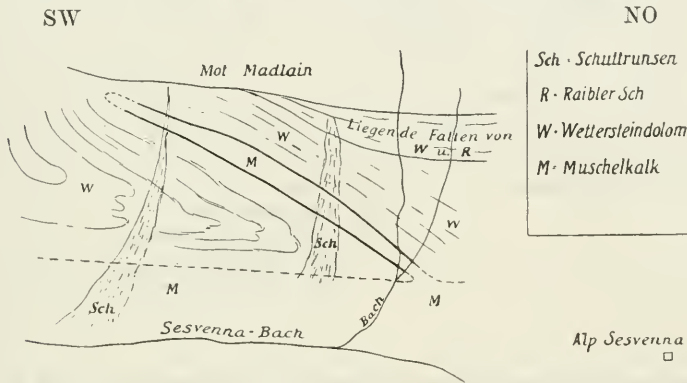 SW
NO
Mot Madlain
Sch - Schuttrunsen
R - Raibler Sch
W - Wettersteindolom
M = Muschelkalk
W
Liegende Falten von
W u. R
M
W
W
Sch
M
M
Sch
Bach
Sesvenna-Bach
Alp Sesvenna